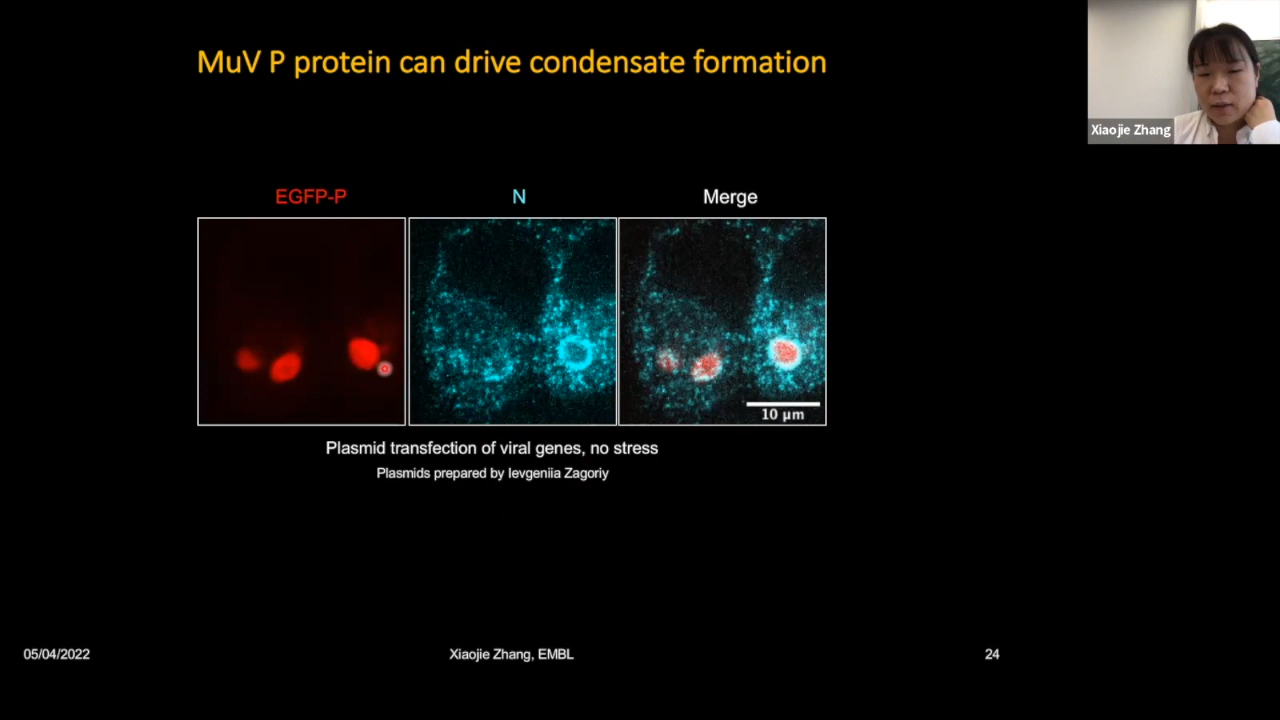 MuV P protein can drive condensate formation
Xiaojie Zhang
EGFP-P
N
Merge
10 µm
Plasmid transfection of viral genes, no stress
Plasmids prepared by Ievgeniia Zagoriy
05/04/2022
Xiaojie Zhang, EMBL
24